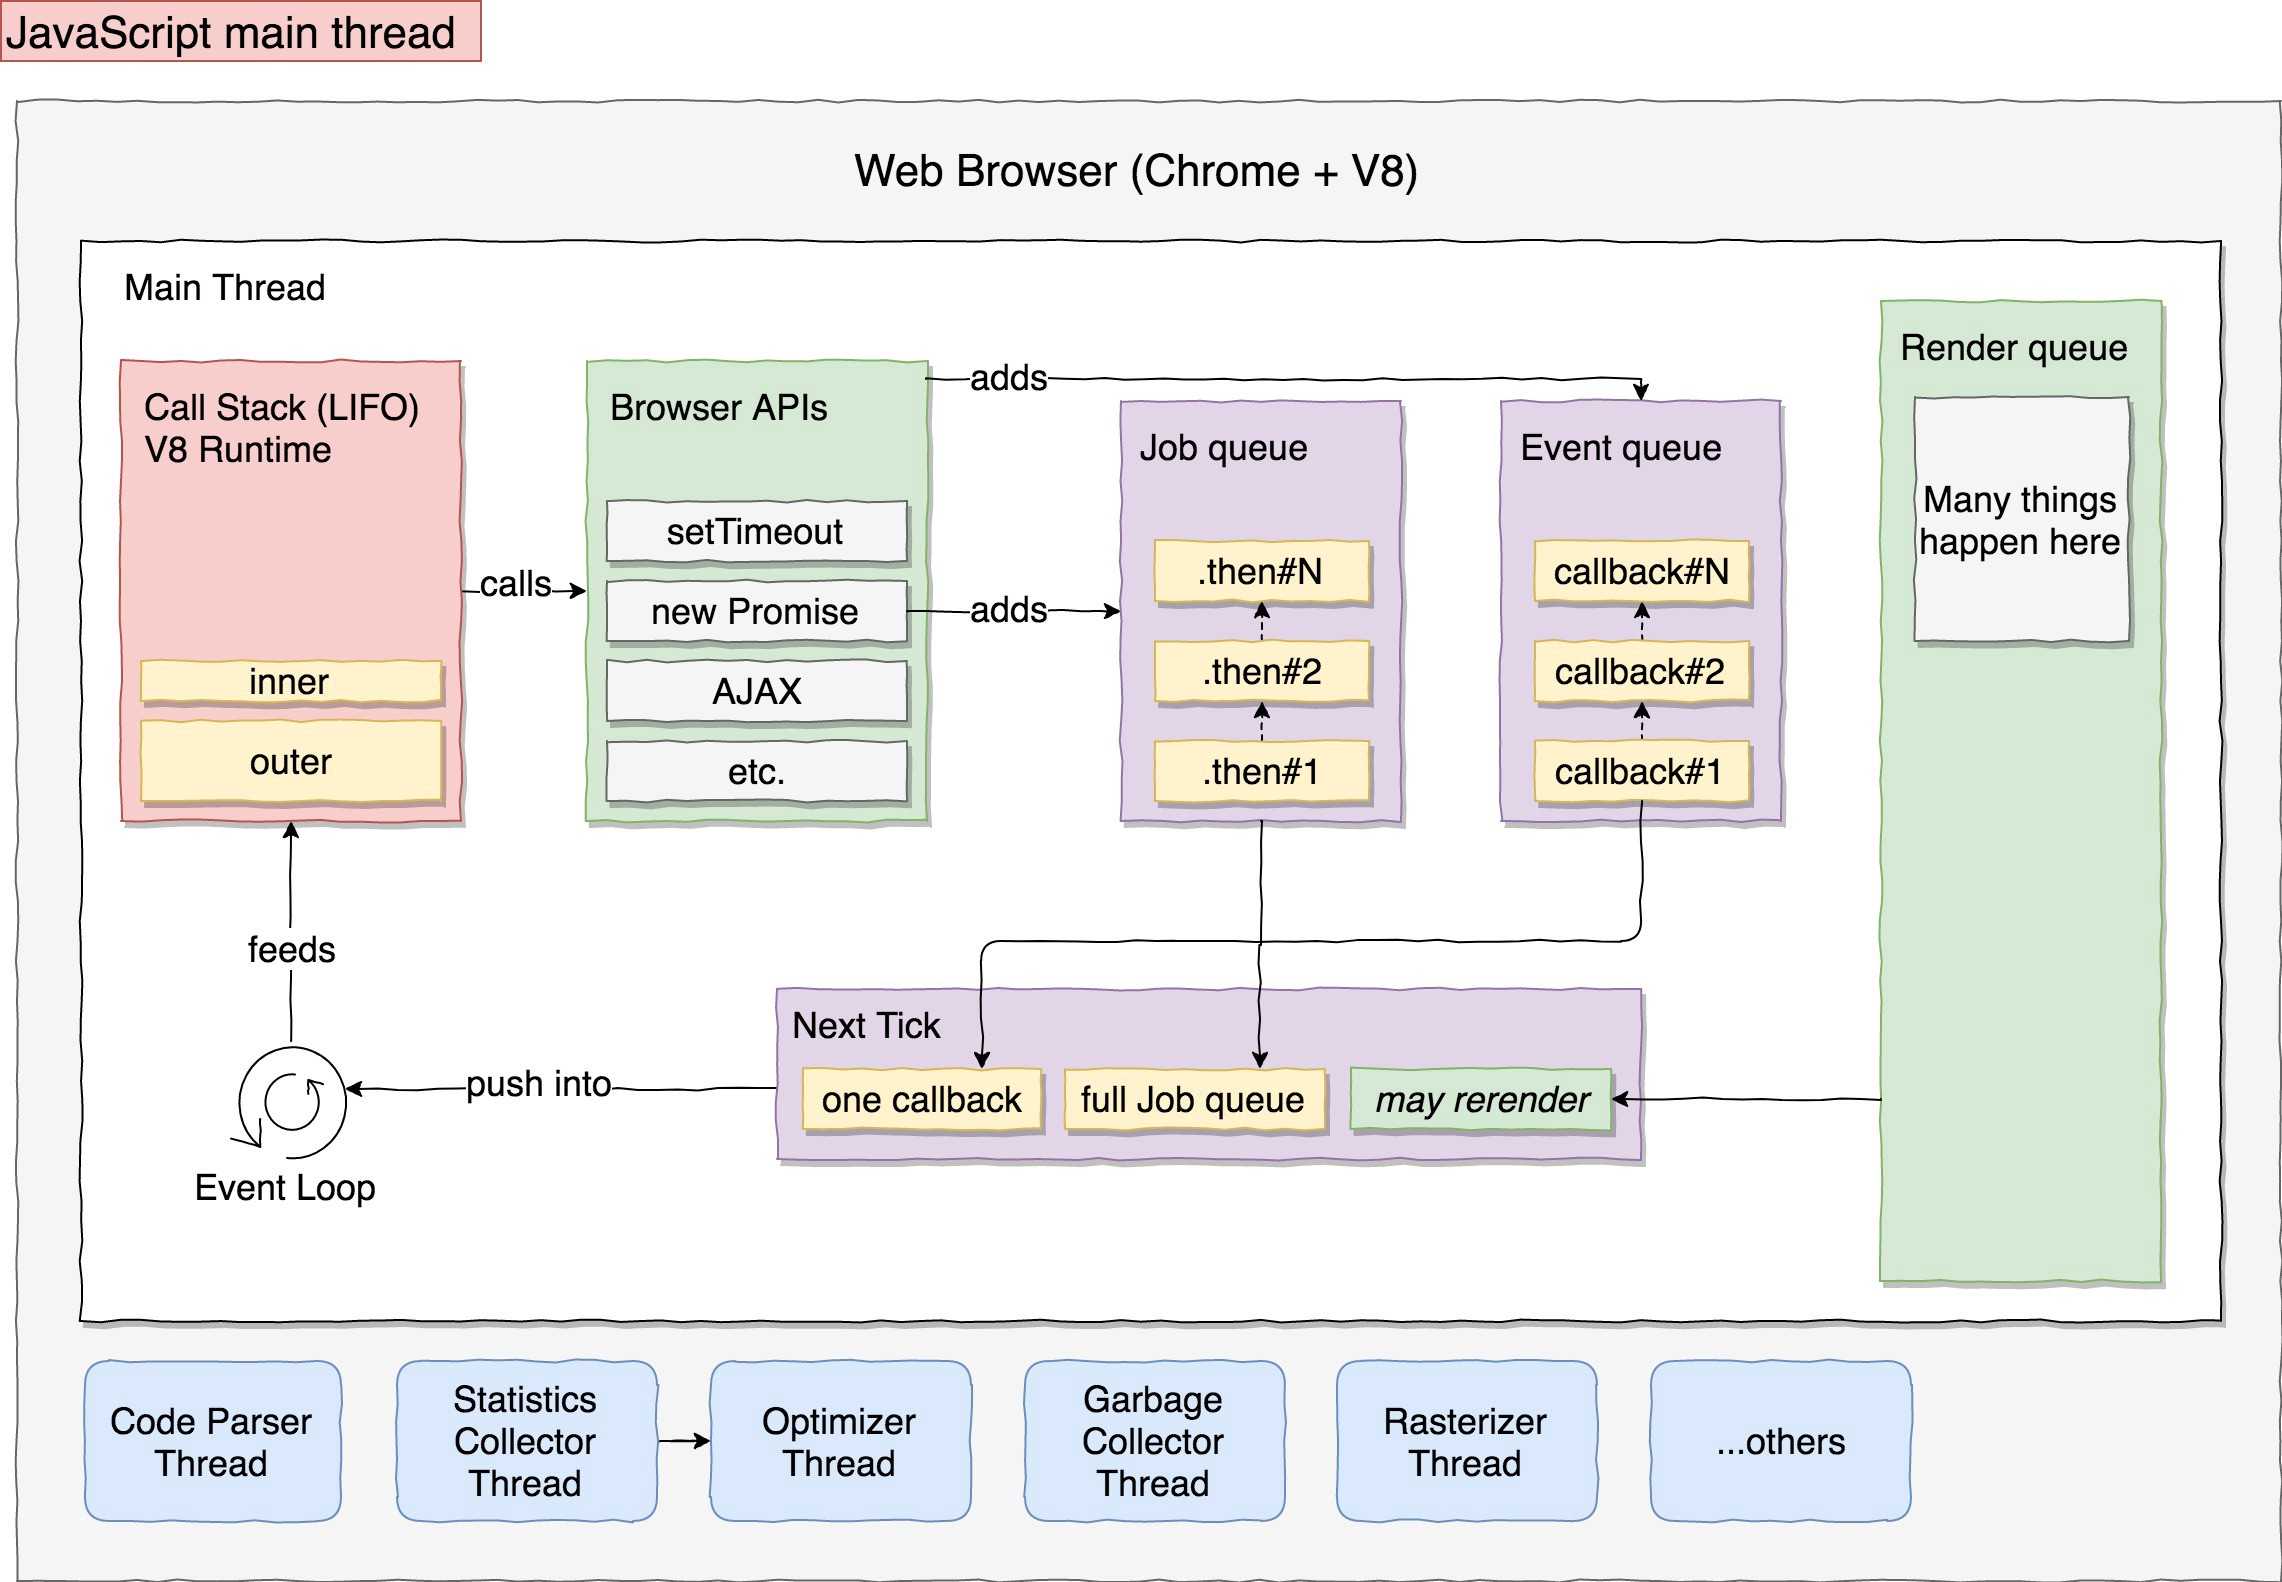 JavaScript main thread
Web Browser (Chrome + V8)
Main Thread
Call Stack (LIFO)
V8 Runtime
inner
outer
calls
Browser APIs
setTimeout
new Promise
AJAX
etc.
adds
adds
Job queue
.then#N
.then#2
.then#1
Event queue
callback#N
callback#2
callback#1
Render queue
Many things
happen here
feeds
Event Loop
push into
Next Tick
one callback
full Job queue
may rerender
Code Parser
Thread
Statistics
Collector
Thread
Optimizer
Thread
Garbage
Collector
Thread
Rasterizer
Thread
...others